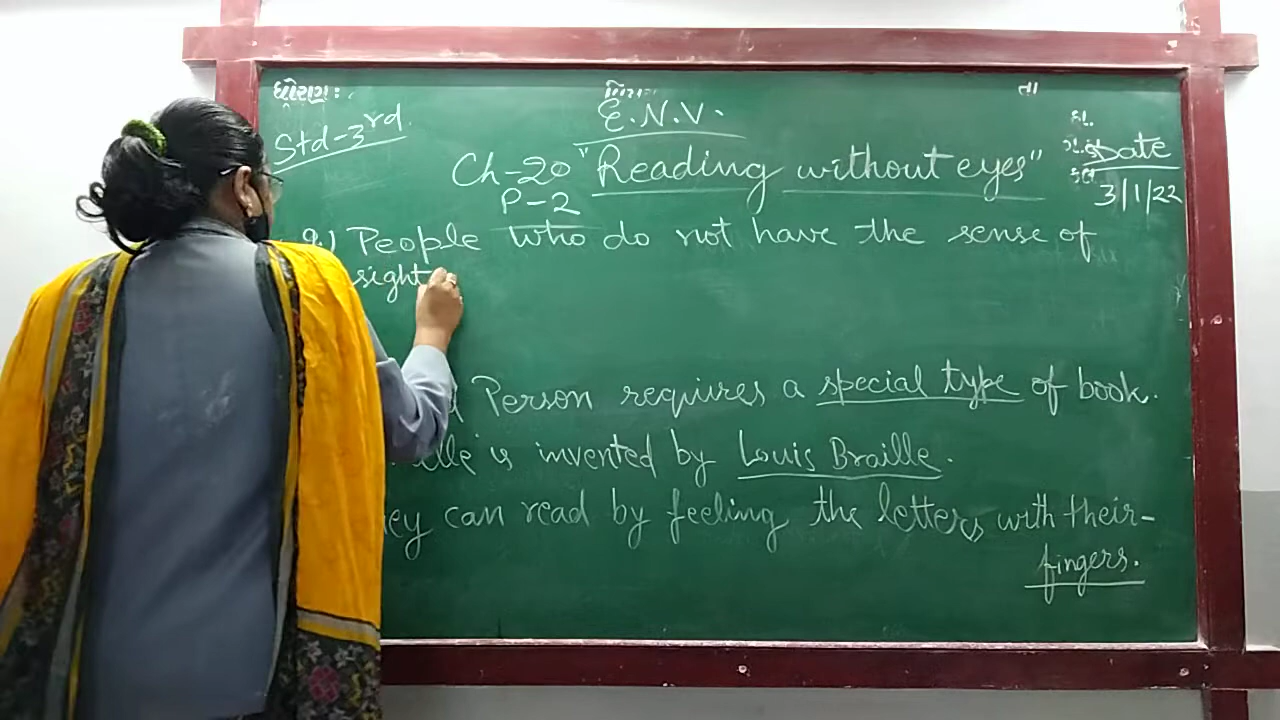 ધોરણ :
Std-3rd.
E.N.V.
તા
Date
3/1/22
Ch-20 "Reading without eyes"
P-2
People who do not have the sense of
sight
Person requires a special type of book.
is invented by Louis Braille.
can read by feeling the letters with their-
fingers.